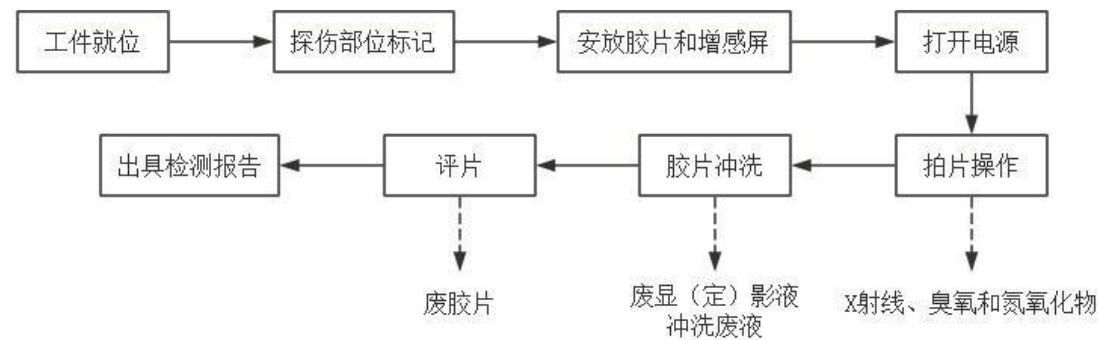 工件就位
探伤部位标记
安放胶片和增感屏
打开电源
出具检测报告
评片
胶片冲洗
拍片操作
废胶片
废显（定）影液
冲洗废液
X射线、臭氧和氮氧化物